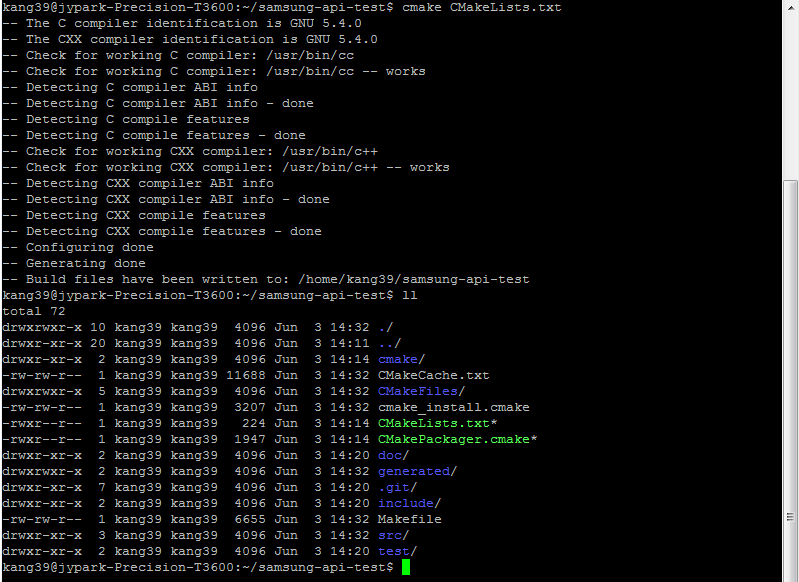 kang39@jypark-Precision-T3600:~/samsung-api-test$ cmake CMakeLists.txt
-- The C compiler identification is GNU 5.4.0
-- The CXX compiler identification is GNU 5.4.0
-- Check for working C compiler: /usr/bin/cc
-- Check for working C compiler: /usr/bin/cc -- works
-- Detecting C compiler ABI info
-- Detecting C compiler ABI info - done
-- Detecting C compile features
-- Detecting C compile features - done
-- Check for working CXX compiler: /usr/bin/c++
-- Check for working CXX compiler: /usr/bin/c++ -- works
-- Detecting CXX compiler ABI info
-- Detecting CXX compiler ABI info - done
-- Detecting CXX compile features
-- Detecting CXX compile features - done
-- Configuring done
-- Generating done
-- Build files have been written to: /home/kang39/samsung-api-test
kang39@jypark-Precision-T3600:~/samsung-api-test$ ll
total 72
drwxrwxr-x 10 kang39 kang39  4096 Jun  3 14:32 ./
drwxr-xr-x 20 kang39 kang39  4096 Jun  3 14:11 ../
drwxr-xr-x  2 kang39 kang39  4096 Jun  3 14:14 cmake/
-rw-rw-r--  1 kang39 kang39 11688 Jun  3 14:32 CMakeCache.txt
drwxrwxr-x  5 kang39 kang39  4096 Jun  3 14:32 CMakeFiles/
-rw-rw-r--  1 kang39 kang39  3207 Jun  3 14:32 cmake_install.cmake
-rwxr--r--  1 kang39 kang39   224 Jun  3 14:14 CMakeLists.txt*
-rwxr--r--  1 kang39 kang39  1947 Jun  3 14:14 CMakePackager.cmake*
drwxr-xr-x  2 kang39 kang39  4096 Jun  3 14:20 doc/
drwxrwxr-x  2 kang39 kang39  4096 Jun  3 14:32 generated/
drwxr-xr-x  7 kang39 kang39  4096 Jun  3 14:20 .git/
drwxr-xr-x  2 kang39 kang39  4096 Jun  3 14:20 include/
-rw-rw-r--  1 kang39 kang39  6655 Jun  3 14:32 Makefile
drwxr-xr-x  3 kang39 kang39  4096 Jun  3 14:32 src/
drwxr-xr-x  2 kang39 kang39  4096 Jun  3 14:20 test/
kang39@jypark-Precision-T3600:~/samsung-api-test$